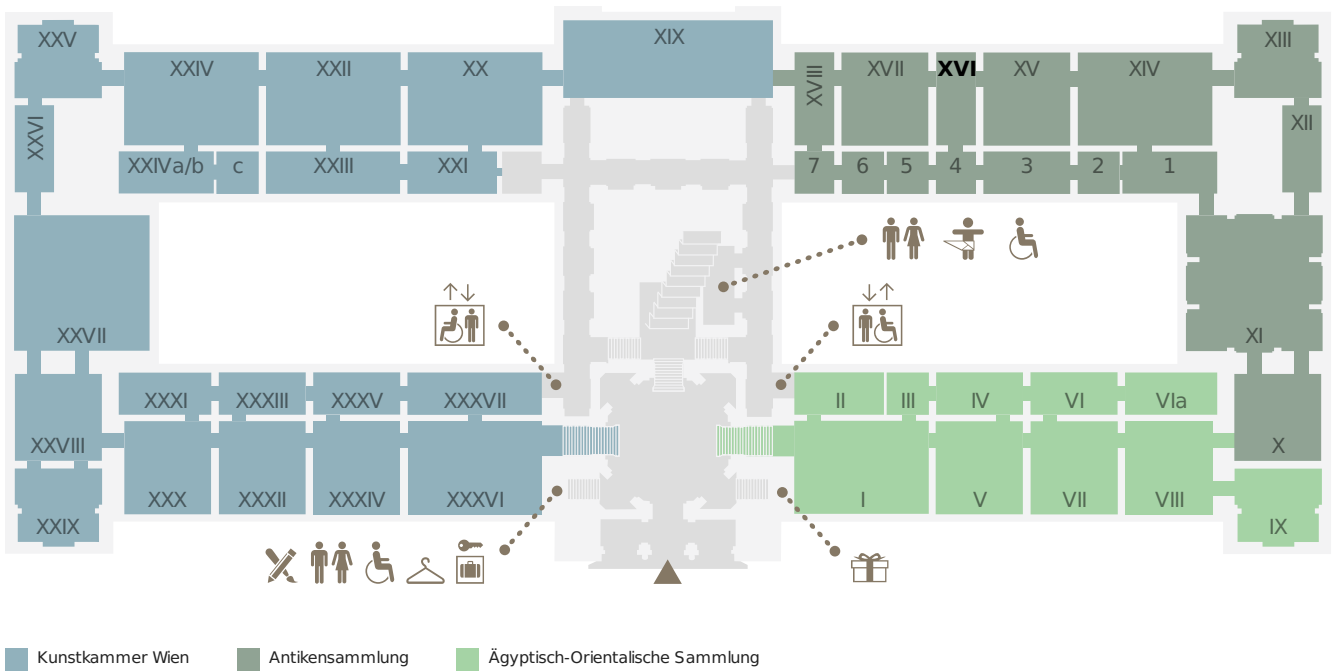 XXV
XXIV
XXII
XX
XIX
XVIII
XVII
XVI
XV
XIV
XIII
XXVI
XII
XXIVa/b
c
XXIII
XXI
7
6
5
4
3
2
1
XXVII
XI
XXXI
XXXIII
XXXV
XXXVII
II
III
IV
VI
VIa
XXVIII
X
XXX
XXXII
XXXIV
XXXVI
I
V
VII
VIII
XXIX
IX
Kunstkammer Wien
Antikensammlung
Ägyptisch-Orientalische Sammlung